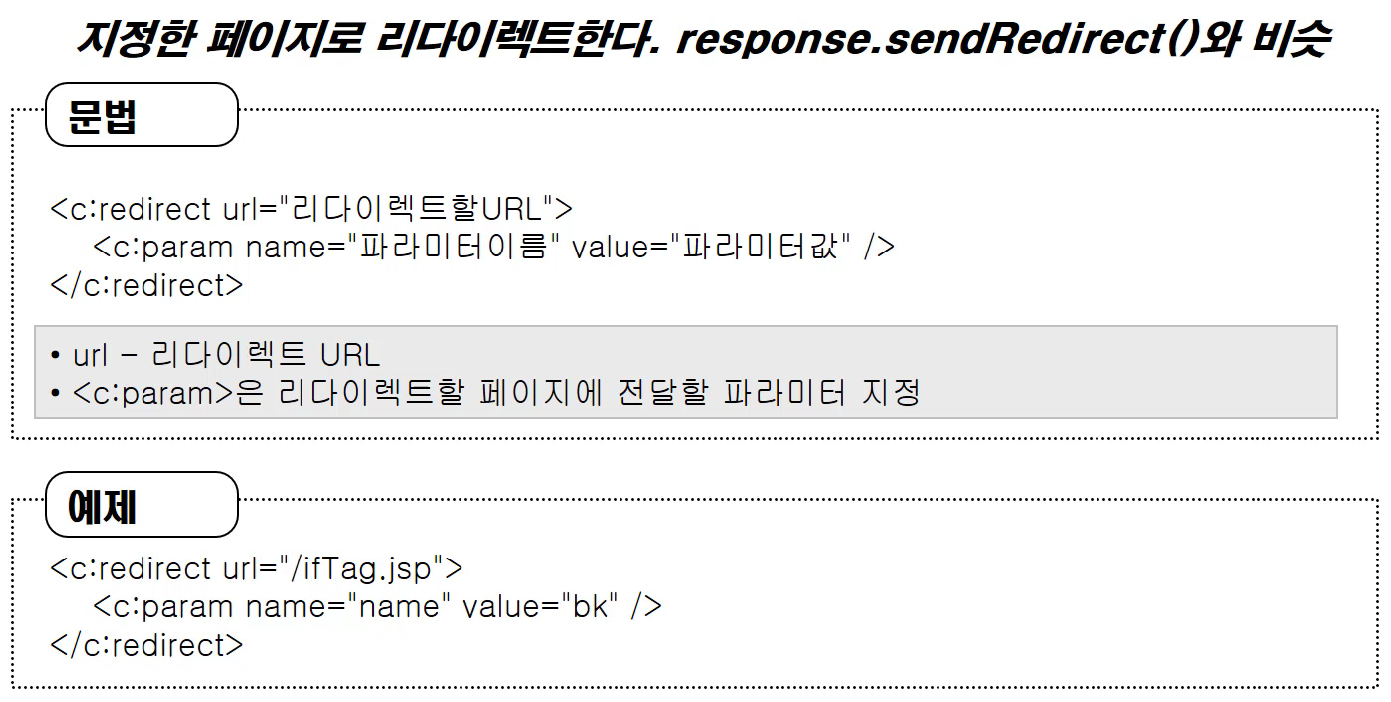 지정한 페이지로 리다이렉트한다. response.sendRedirect()와 비슷
문법
<c:redirect url="리다이렉트할URL">
<c:param name="파라미터이름" value="파라미터값" />
</c:redirect>
• url - 리다이렉트 URL
• <c:param>은 리다이렉트할 페이지에 전달할 파라미터 지정
예제
<c:redirect url="/ifTag.jsp">
<c:param name="name" value="bk" />
</c:redirect>